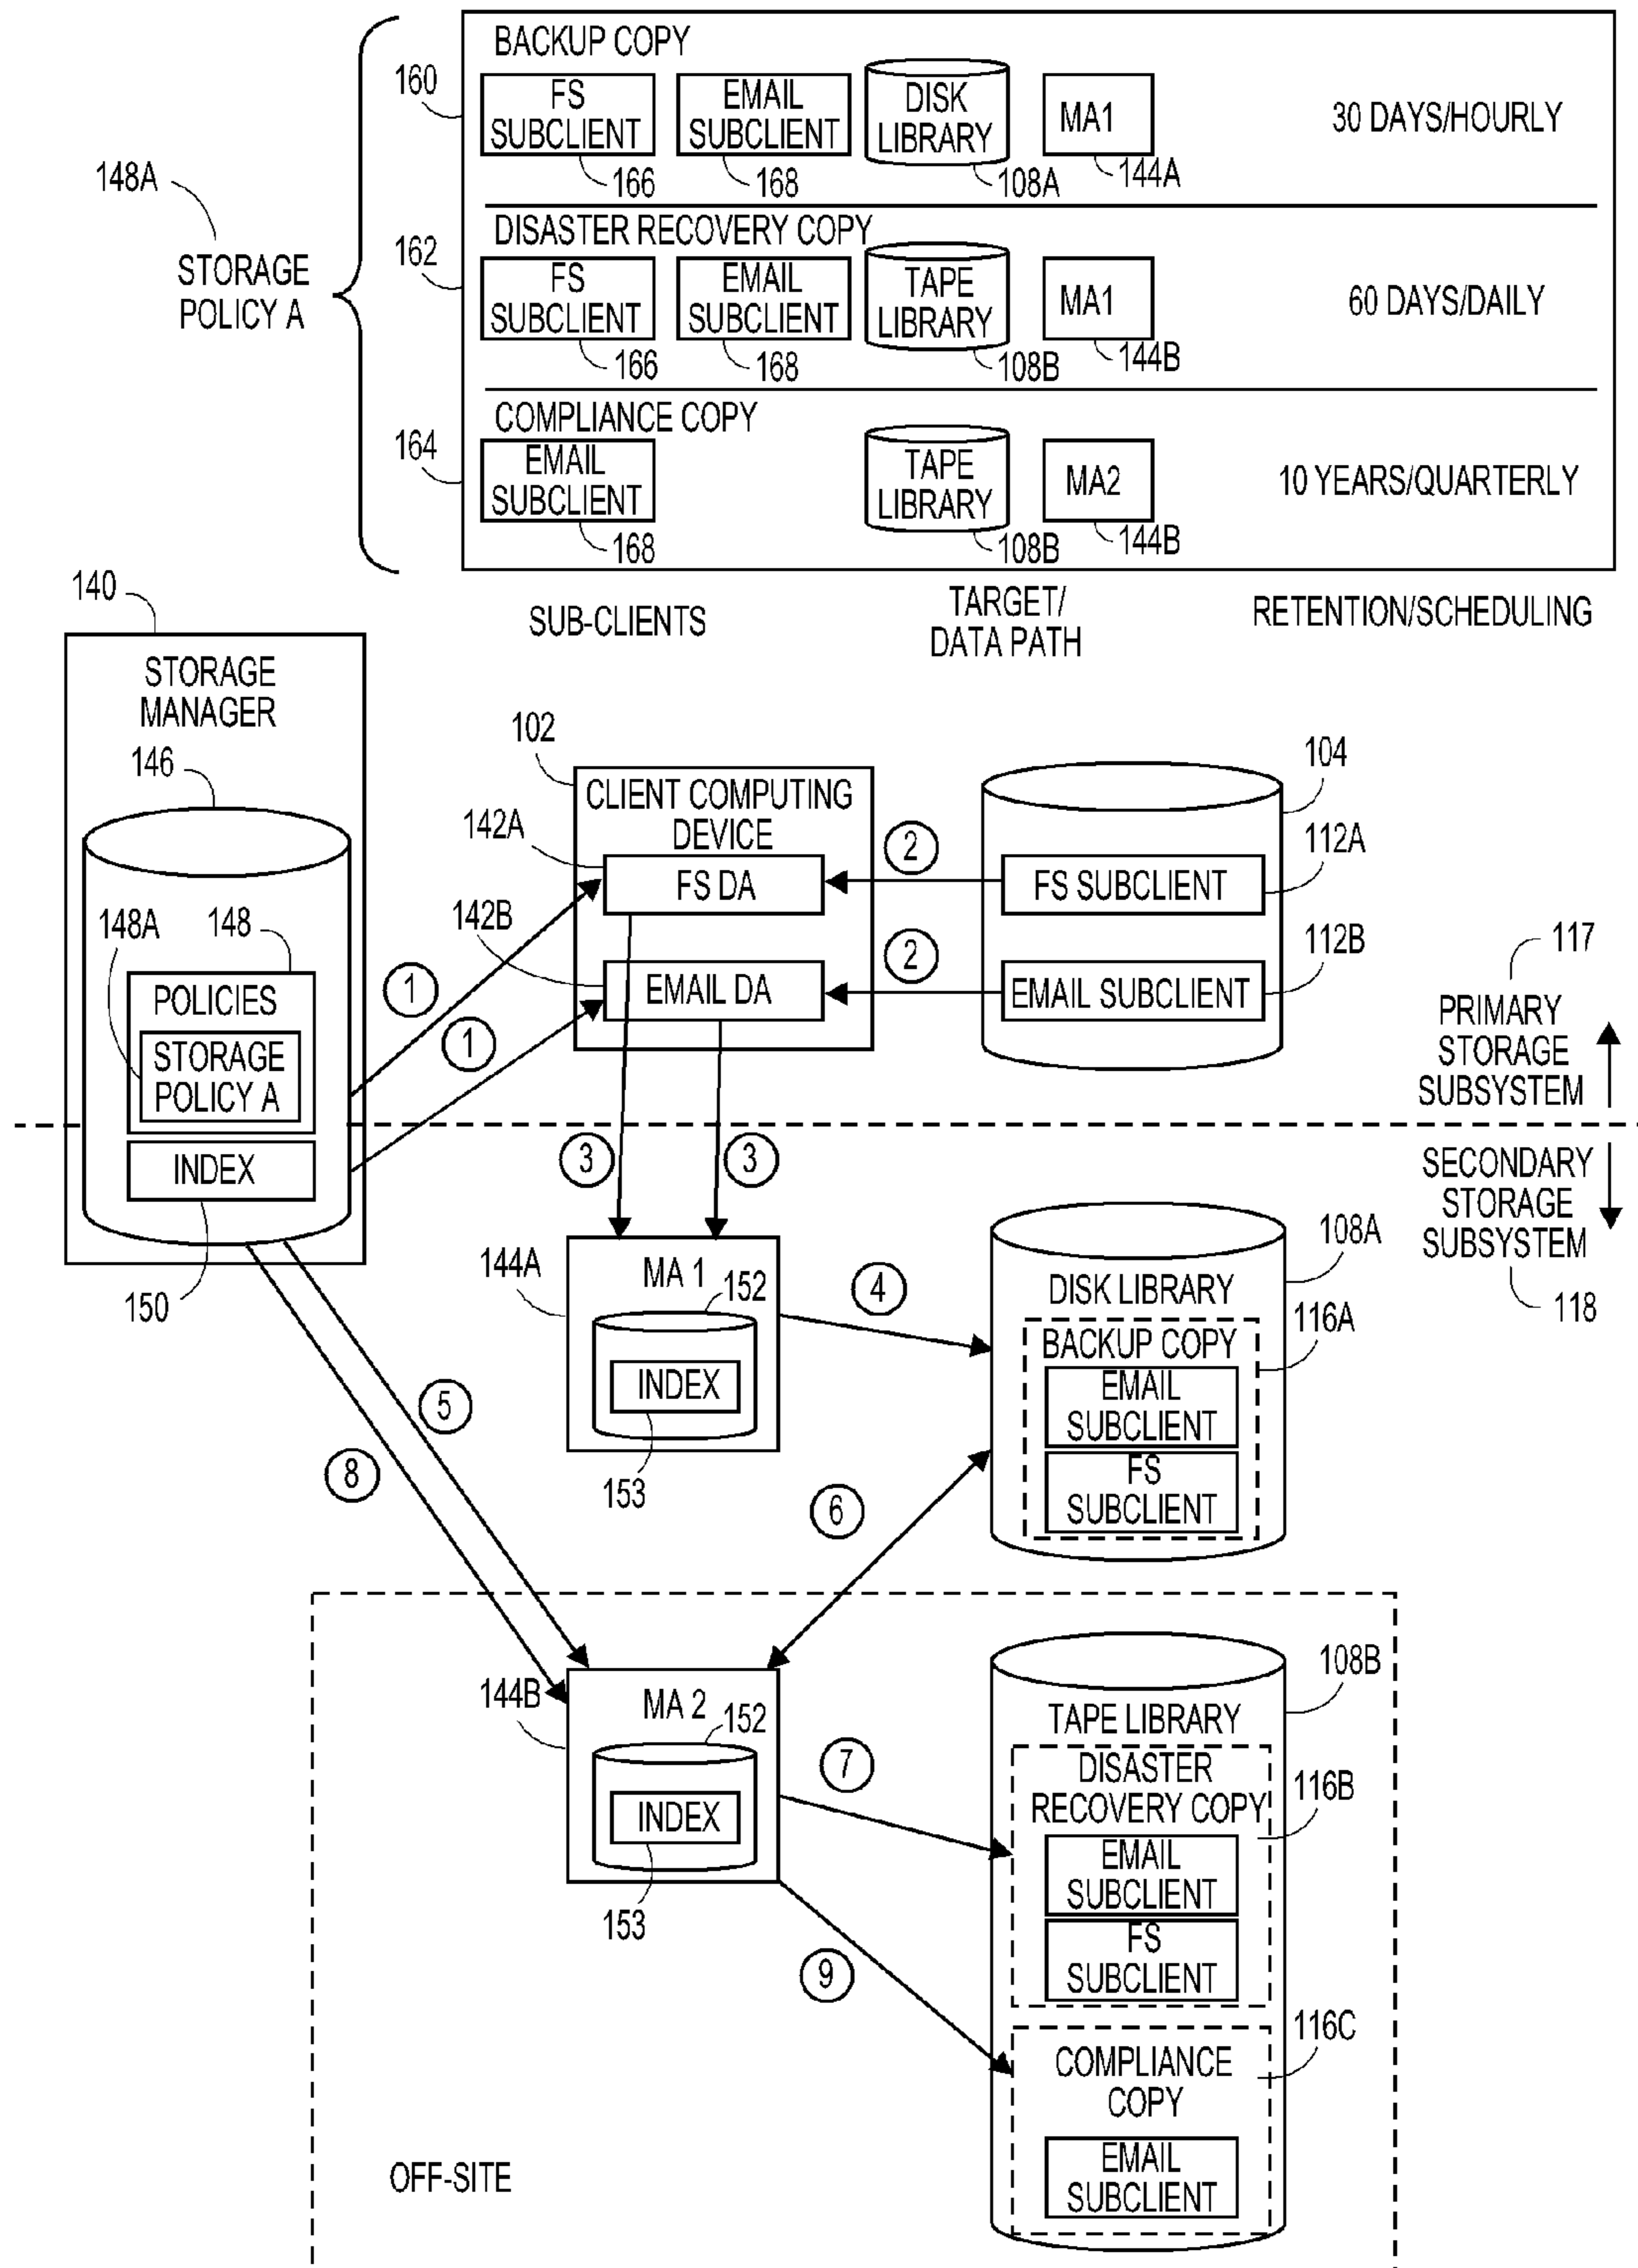 BACKUP COPY
160
FS
SUBCLIENT
166
EMAIL
SUBCLIENT
168
DISK
LIBRARY
108A
MA1
144A
30 DAYS/HOURLY
148A
STORAGE
POLICY A
DISASTER RECOVERY COPY
162
FS
SUBCLIENT
166
EMAIL
SUBCLIENT
168
TAPE
LIBRARY
108B
MA1
144B
60 DAYS/DAILY
COMPLIANCE COPY
164
EMAIL
SUBCLIENT
168
TAPE
LIBRARY
108B
MA2
144B
10 YEARS/QUARTERLY
SUB-CLIENTS
TARGET/
DATA PATH
RETENTION/SCHEDULING
140
STORAGE
MANAGER
146
148A
148
POLICIES
STORAGE
POLICY A
INDEX
150
102
CLIENT COMPUTING
DEVICE
142A
FS DA
142B
EMAIL DA
1
1
2
2
104
FS SUBCLIENT
112A
EMAIL SUBCLIENT
112B
117
PRIMARY
STORAGE
SUBSYSTEM
SECONDARY
STORAGE
SUBSYSTEM
118
3
3
144A
MA 1
152
INDEX
153
4
108A
DISK LIBRARY
116A
BACKUP COPY
EMAIL
SUBCLIENT
FS
SUBCLIENT
5
8
6
144B
MA 2
152
INDEX
153
7
9
108B
TAPE LIBRARY
DISASTER
RECOVERY COPY
116B
EMAIL
SUBCLIENT
FS
SUBCLIENT
116C
COMPLIANCE
COPY
EMAIL
SUBCLIENT
OFF-SITE